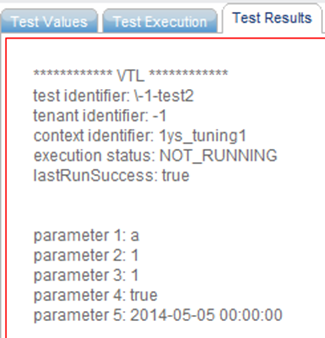 Test Values Test Execution Test Results
************ VTL ************
test identifier: \-1-test2
tenant identifier: -1
context identifier: 1ys_tuning1
execution status: NOT_RUNNING
lastRunSuccess: true
parameter 1: a
parameter 2: 1
parameter 3: 1
parameter 4: true
parameter 5: 2014-05-05 00:00:00